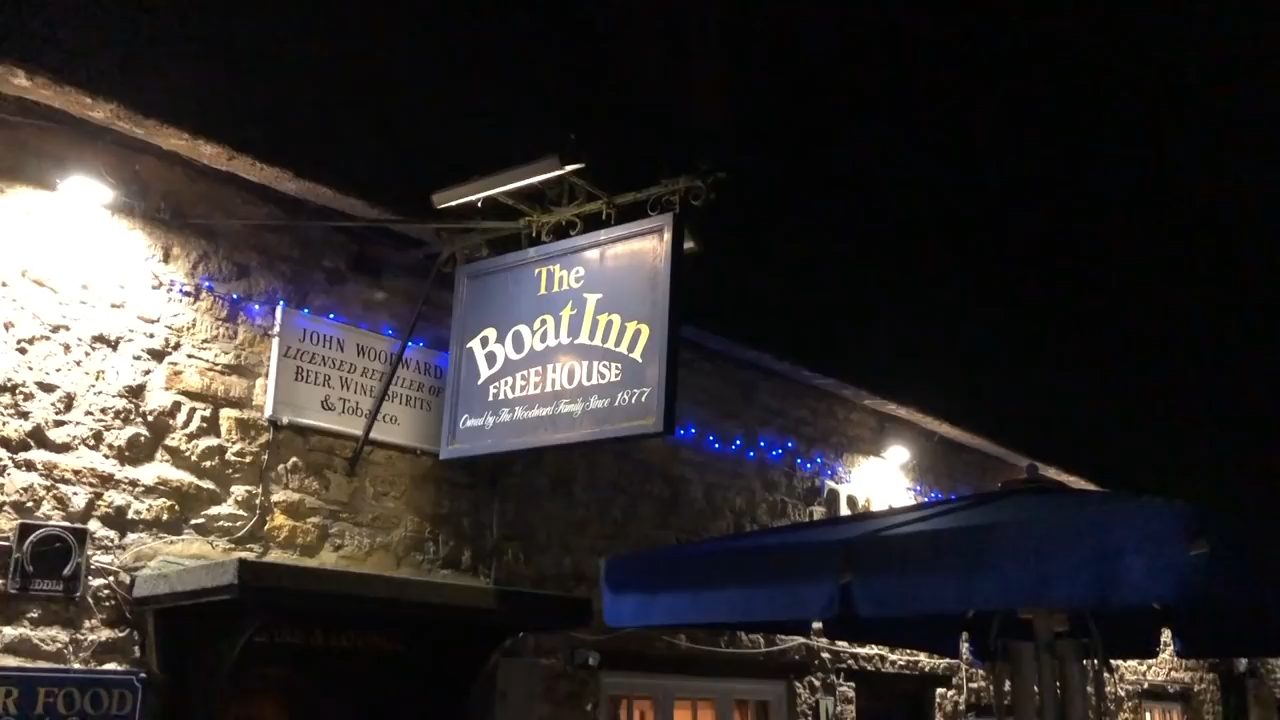 The
Boat Inn
FREE HOUSE
Owned by The Woodward Family Since 1877
JOHN WOODWARD
LICENSED RETAILER OF
BEER, WINE, SPIRITS
& Tobacco.
R FOOD